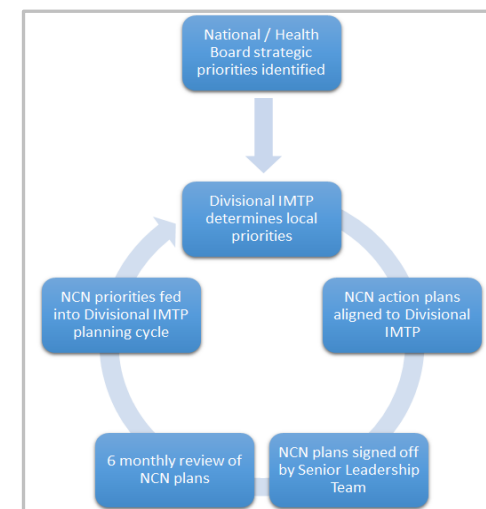 National / Health
Board strategic
priorities identified
Divisional IMTP
determines local
priorities
NCN action plans
aligned to Divisional
IMTP
NCN plans signed off
by Senior Leadership
Team
6 monthly review of
NCN plans
NCN priorities fed
into Divisional IMTP
planning cycle